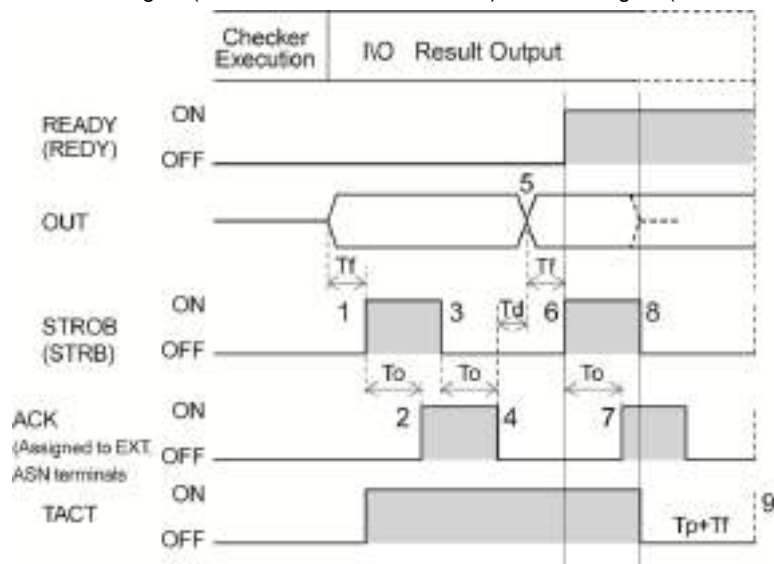 Checker
Execution
I\O Result Output
READY
(REDY)
ON
OFF
OUT
5
Tf
Tf
STROB
(STRB)
ON
OFF
1
3
Td
6
8
To
To
To
ACK
(Assigned to EXT.
ASN terminals
ON
OFF
2
4
7
TACT
ON
OFF
Tp+Tf
9